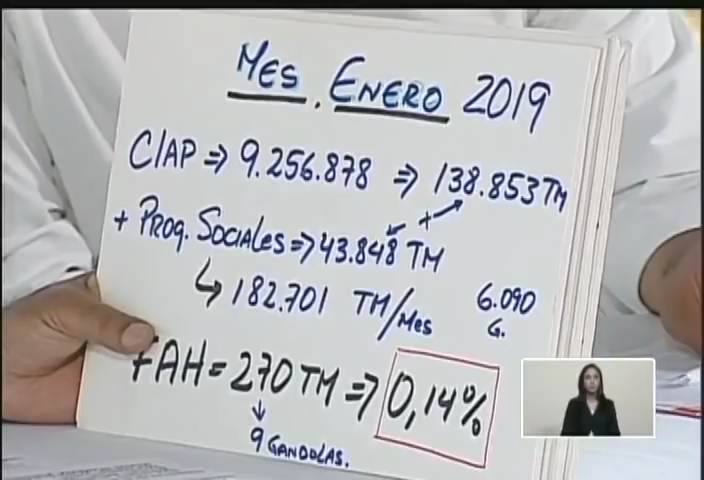 MES. ENERO 2019
CLAP ⇒ 9.256.878 ⇒ 138.853 TM
+ PROG. SOCIALES ⇒ 43.848 TM
↳ 182.701 TM/MES 6.090 G.
+AH = 270 TM ⇒ 0,14%
9 GANDOLAS.